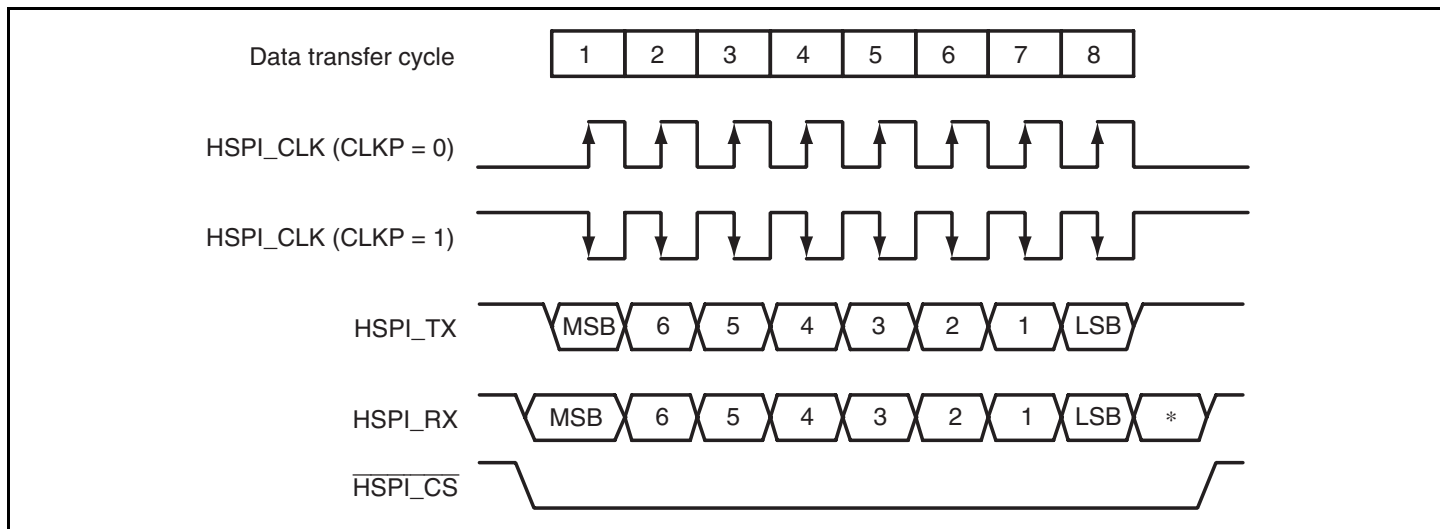 Data transfer cycle 1 2 3 4 5 6 7 8
HSPI_CLK (CLKP = 0)
HSPI_CLK (CLKP = 1)
HSPI_TX MSB 6 5 4 3 2 1 LSB
HSPI_RX MSB 6 5 4 3 2 1 LSB *
HSPI_CS